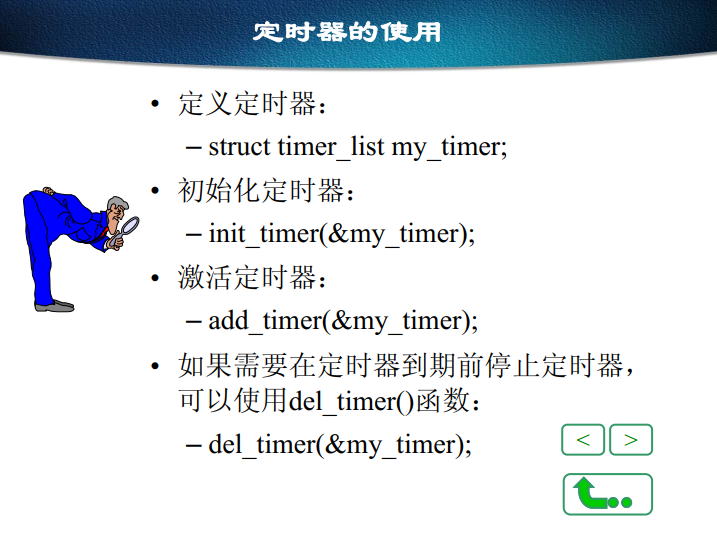 定时器的使用
• 定义定时器：
– struct timer_list my_timer;
• 初始化定时器：
– init_timer(&my_timer);
• 激活定时器：
– add_timer(&my_timer);
• 如果需要在定时器到期前停止定时器，
可以使用del_timer()函数：
– del_timer(&my_timer);
< >